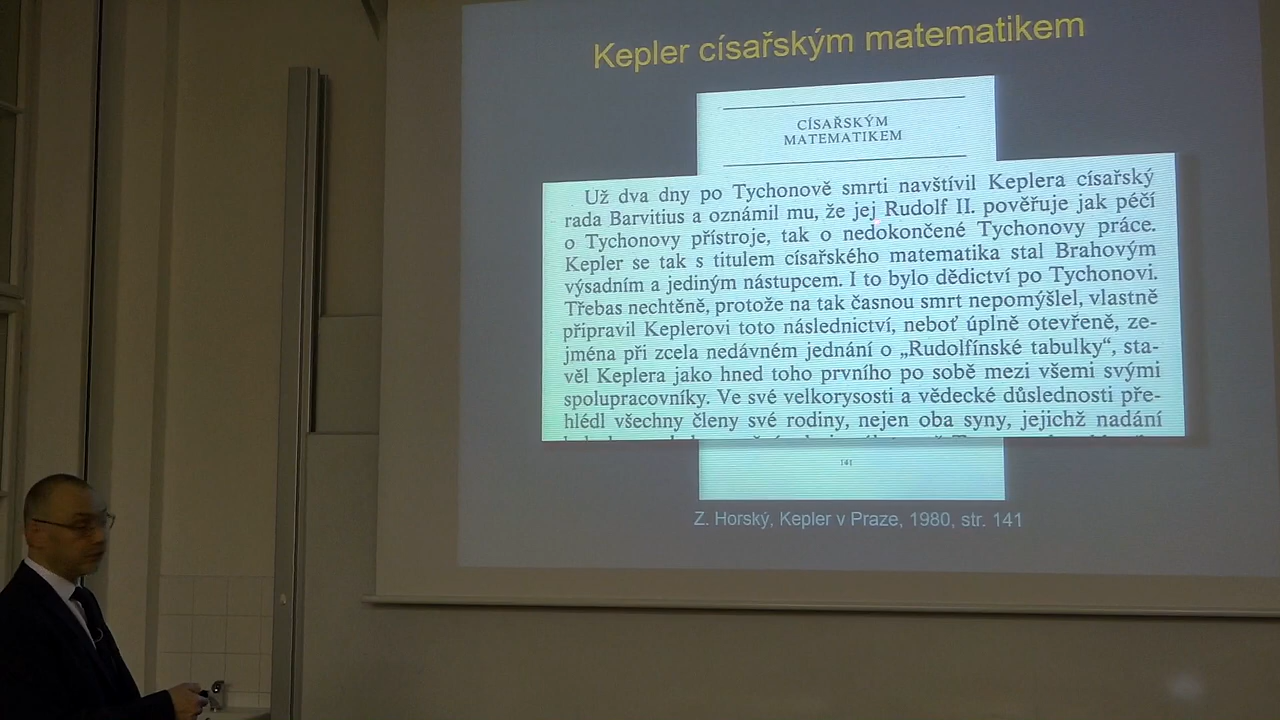 Kepler císařským matematikem
CÍSAŘSKÝM
MATEMATIKEM
Už dva dny po Tychonově smrti navštívil Keplera císařský
rada Barvitius a oznámil mu, že jej Rudolf II. pověřuje jak péčí
o Tychonovy přístroje, tak o nedokončené Tychonovy práce.
Kepler se tak s titulem císařského matematika stal Brahovým
výsadním a jediným nástupcem. I to bylo dědictví po Tychonovi.
Třebas nechtěně, protože na tak časnou smrt nepomýšlel, vlastně
připravil Keplerovi toto následnictví, neboť úplně otevřeně, ze-
jména při zcela nedávném jednání o „Rudolfínské tabulky“, sta-
věl Keplera jako hned toho prvního po sobě mezi všemi svými
spolupracovníky. Ve své velkorysosti a vědecké důslednosti pře-
hlédl všechny členy své rodiny, nejen oba syny, jejichž nadání
141
Z. Horský, Kepler v Praze, 1980, str. 141